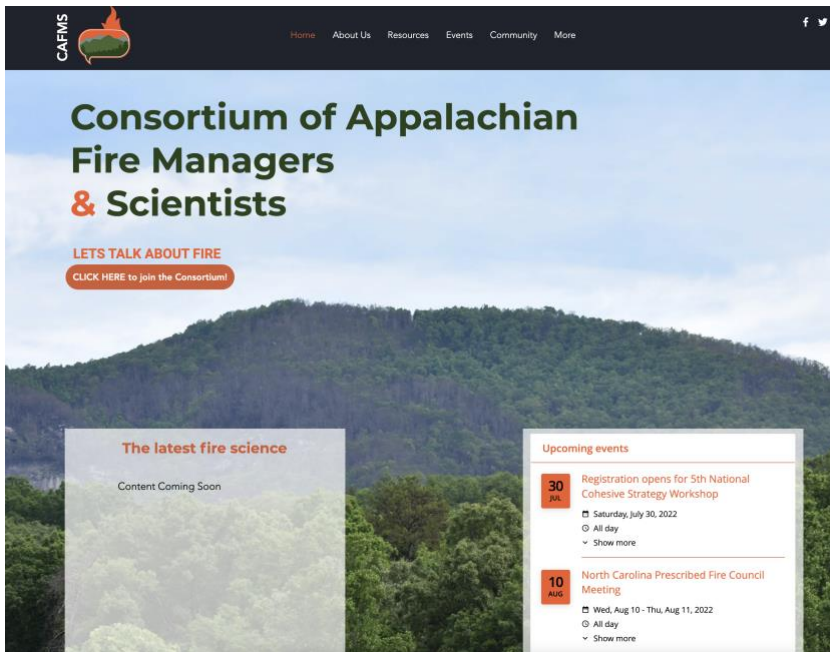 CAFMS
Home About Us Resources Events Community More
Consortium of Appalachian
Fire Managers
& Scientists
LETS TALK ABOUT FIRE
CLICK HERE to join the Consortium!
The latest fire science
Content Coming Soon
Upcoming events
30
JUL
Registration opens for 5th National
Cohesive Strategy Workshop
Saturday, July 30, 2022
All day
Show more
10
AUG
North Carolina Prescribed Fire Council
Meeting
Wed, Aug 10 - Thu, Aug 11, 2022
All day
Show more